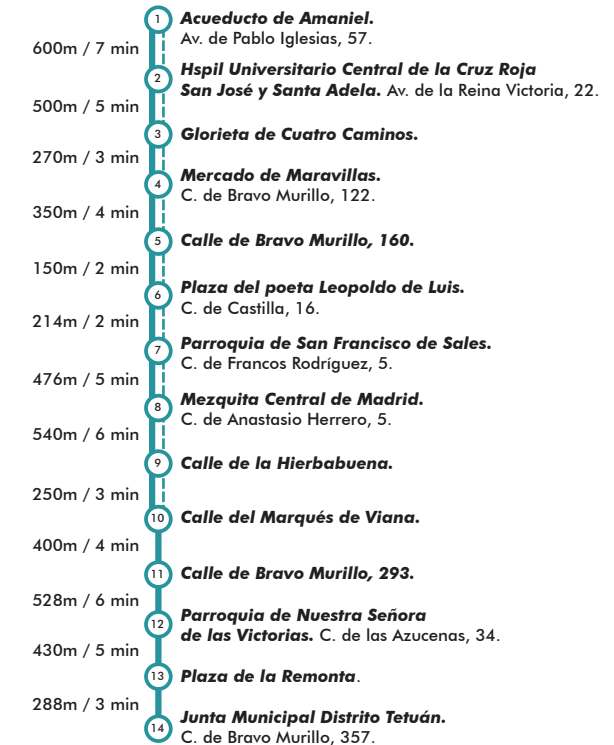 1 Acueducto de Amaniel.
Av. de Pablo Iglesias, 57.
600m / 7 min
2 Hspil Universitario Central de la Cruz Roja
San José y Santa Adela. Av. de la Reina Victoria, 22.
500m / 5 min
3 Glorieta de Cuatro Caminos.
270m / 3 min
4 Mercado de Maravillas.
C. de Bravo Murillo, 122.
350m / 4 min
5 Calle de Bravo Murillo, 160.
150m / 2 min
6 Plaza del poeta Leopoldo de Luis.
C. de Castilla, 16.
214m / 2 min
7 Parroquia de San Francisco de Sales.
C. de Francos Rodríguez, 5.
476m / 5 min
8 Mezquita Central de Madrid.
C. de Anastasio Herrero, 5.
540m / 6 min
9 Calle de la Hierbabuena.
250m / 3 min
10 Calle del Marqués de Viana.
400m / 4 min
11 Calle de Bravo Murillo, 293.
528m / 6 min
12 Parroquia de Nuestra Señora
de las Victorias. C. de las Azucenas, 34.
430m / 5 min
13 Plaza de la Remonta.
288m / 3 min
14 Junta Municipal Distrito Tetuán.
C. de Bravo Murillo, 357.